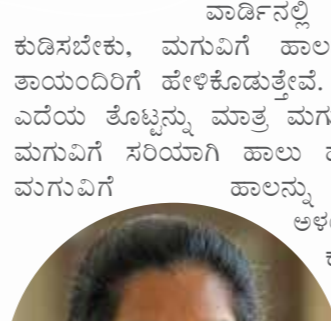 ವಾರ್ಡಿನಲ್ಲಿ
ಕುಡಿಸಬೇಕು, ಮಗುವಿಗೆ ಹಾಲ
ತಾಯಂದಿರಿಗೆ ಹೇಳಿಕೊಡುತ್ತೇವೆ.
ಎದೆಯ ತೊಟ್ಟನ್ನು ಮಾತ್ರ ಮಗು
ಮಗುವಿಗೆ ಸರಿಯಾಗಿ ಹಾಲು
ಮಗುವಿಗೆ ಹಾಲನ್ನು